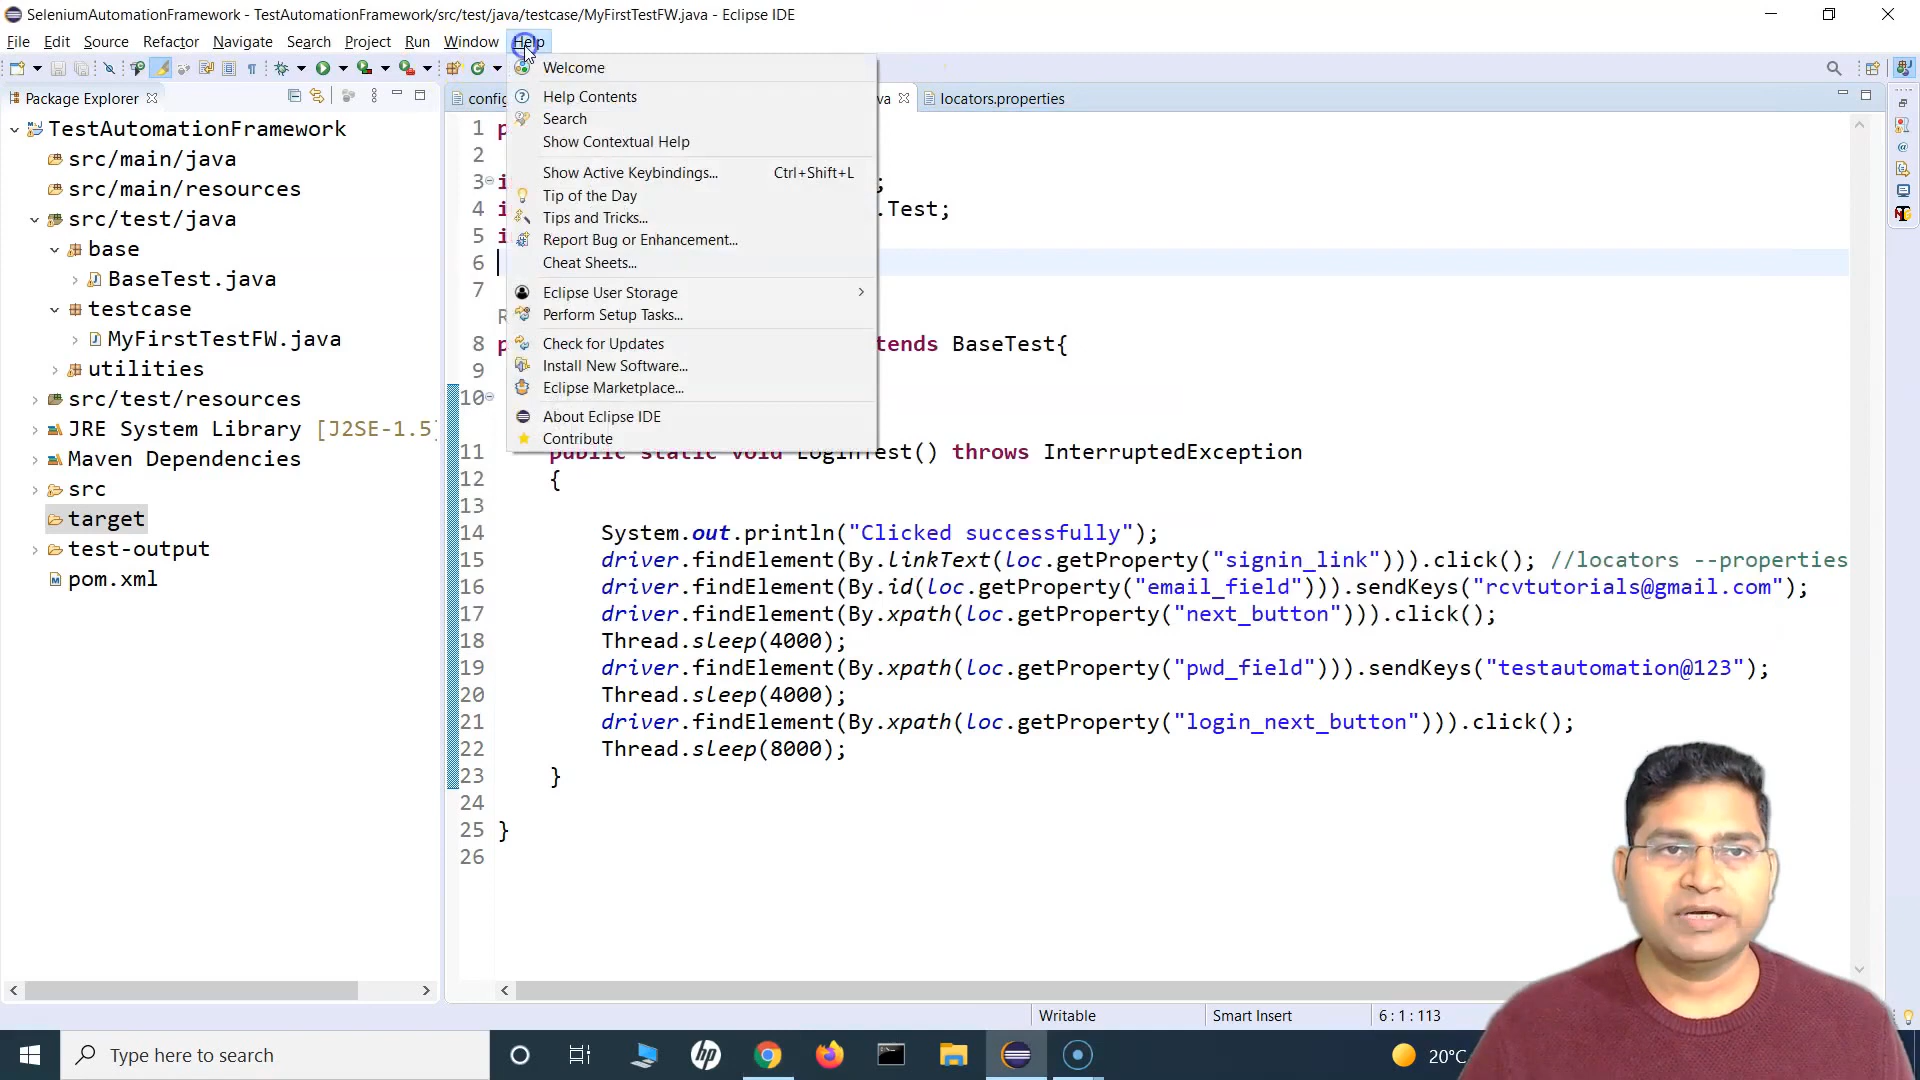 SeleniumAutomationFramework - TestAutomationFramework/src/test/java/testcase/MyFirstTestFW.java - Eclipse IDE
File Edit Source Refactor Navigate Search Project Run Window Help
Package Explorer
TestAutomationFramework
src/main/java
src/main/resources
src/test/java
base
BaseTest.java
testcase
MyFirstTestFW.java
utilities
src/test/resources
JRE System Library [J2SE-1.5]
Maven Dependencies
src
target
test-output
pom.xml
Welcome
Help Contents
Search
Show Contextual Help
Show Active Keybindings... Ctrl+Shift+L
Tip of the Day
Tips and Tricks...
Report Bug or Enhancement...
Cheat Sheets...
Eclipse User Storage
Perform Setup Tasks...
Check for Updates
Install New Software...
Eclipse Marketplace...
About Eclipse IDE
Contribute
config
va
locators.properties
1 p
2
3 i ;
4 i .Test;
5 i
6
7
8 p tends BaseTest{
9
10
11 public static void LoginTest() throws InterruptedException
12 {
13
14 System.out.println("Clicked successfully");
15 driver.findElement(By.linkText(loc.getProperty("signin_link"))).click(); //locators --properties
16 driver.findElement(By.id(loc.getProperty("email_field"))).sendKeys("rcvtutorials@gmail.com");
17 driver.findElement(By.xpath(loc.getProperty("next_button"))).click();
18 Thread.sleep(4000);
19 driver.findElement(By.xpath(loc.getProperty("pwd_field"))).sendKeys("testautomation@123");
20 Thread.sleep(4000);
21 driver.findElement(By.xpath(loc.getProperty("login_next_button"))).click();
22 Thread.sleep(8000);
23 }
24
25 }
26
Writable Smart Insert 6 : 1 : 113
Type here to search
20°C